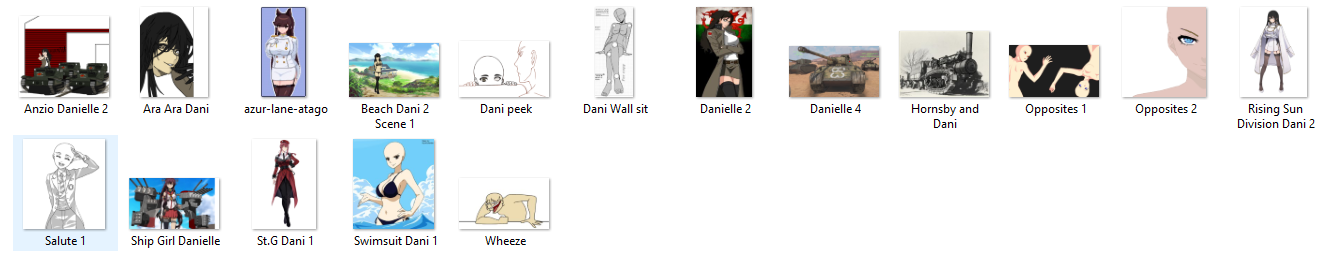 Anzio Danielle 2
Ara Ara Dani
azur-lane-atago
Beach Dani 2
Scene 1
Dani peek
Dani Wall sit
Danielle 2
Danielle 4
Hornsby and
Dani
Opposites 1
Opposites 2
Rising Sun
Division Dani 2
Salute 1
Ship Girl Danielle
St.G Dani 1
Swimsuit Dani 1
Wheeze